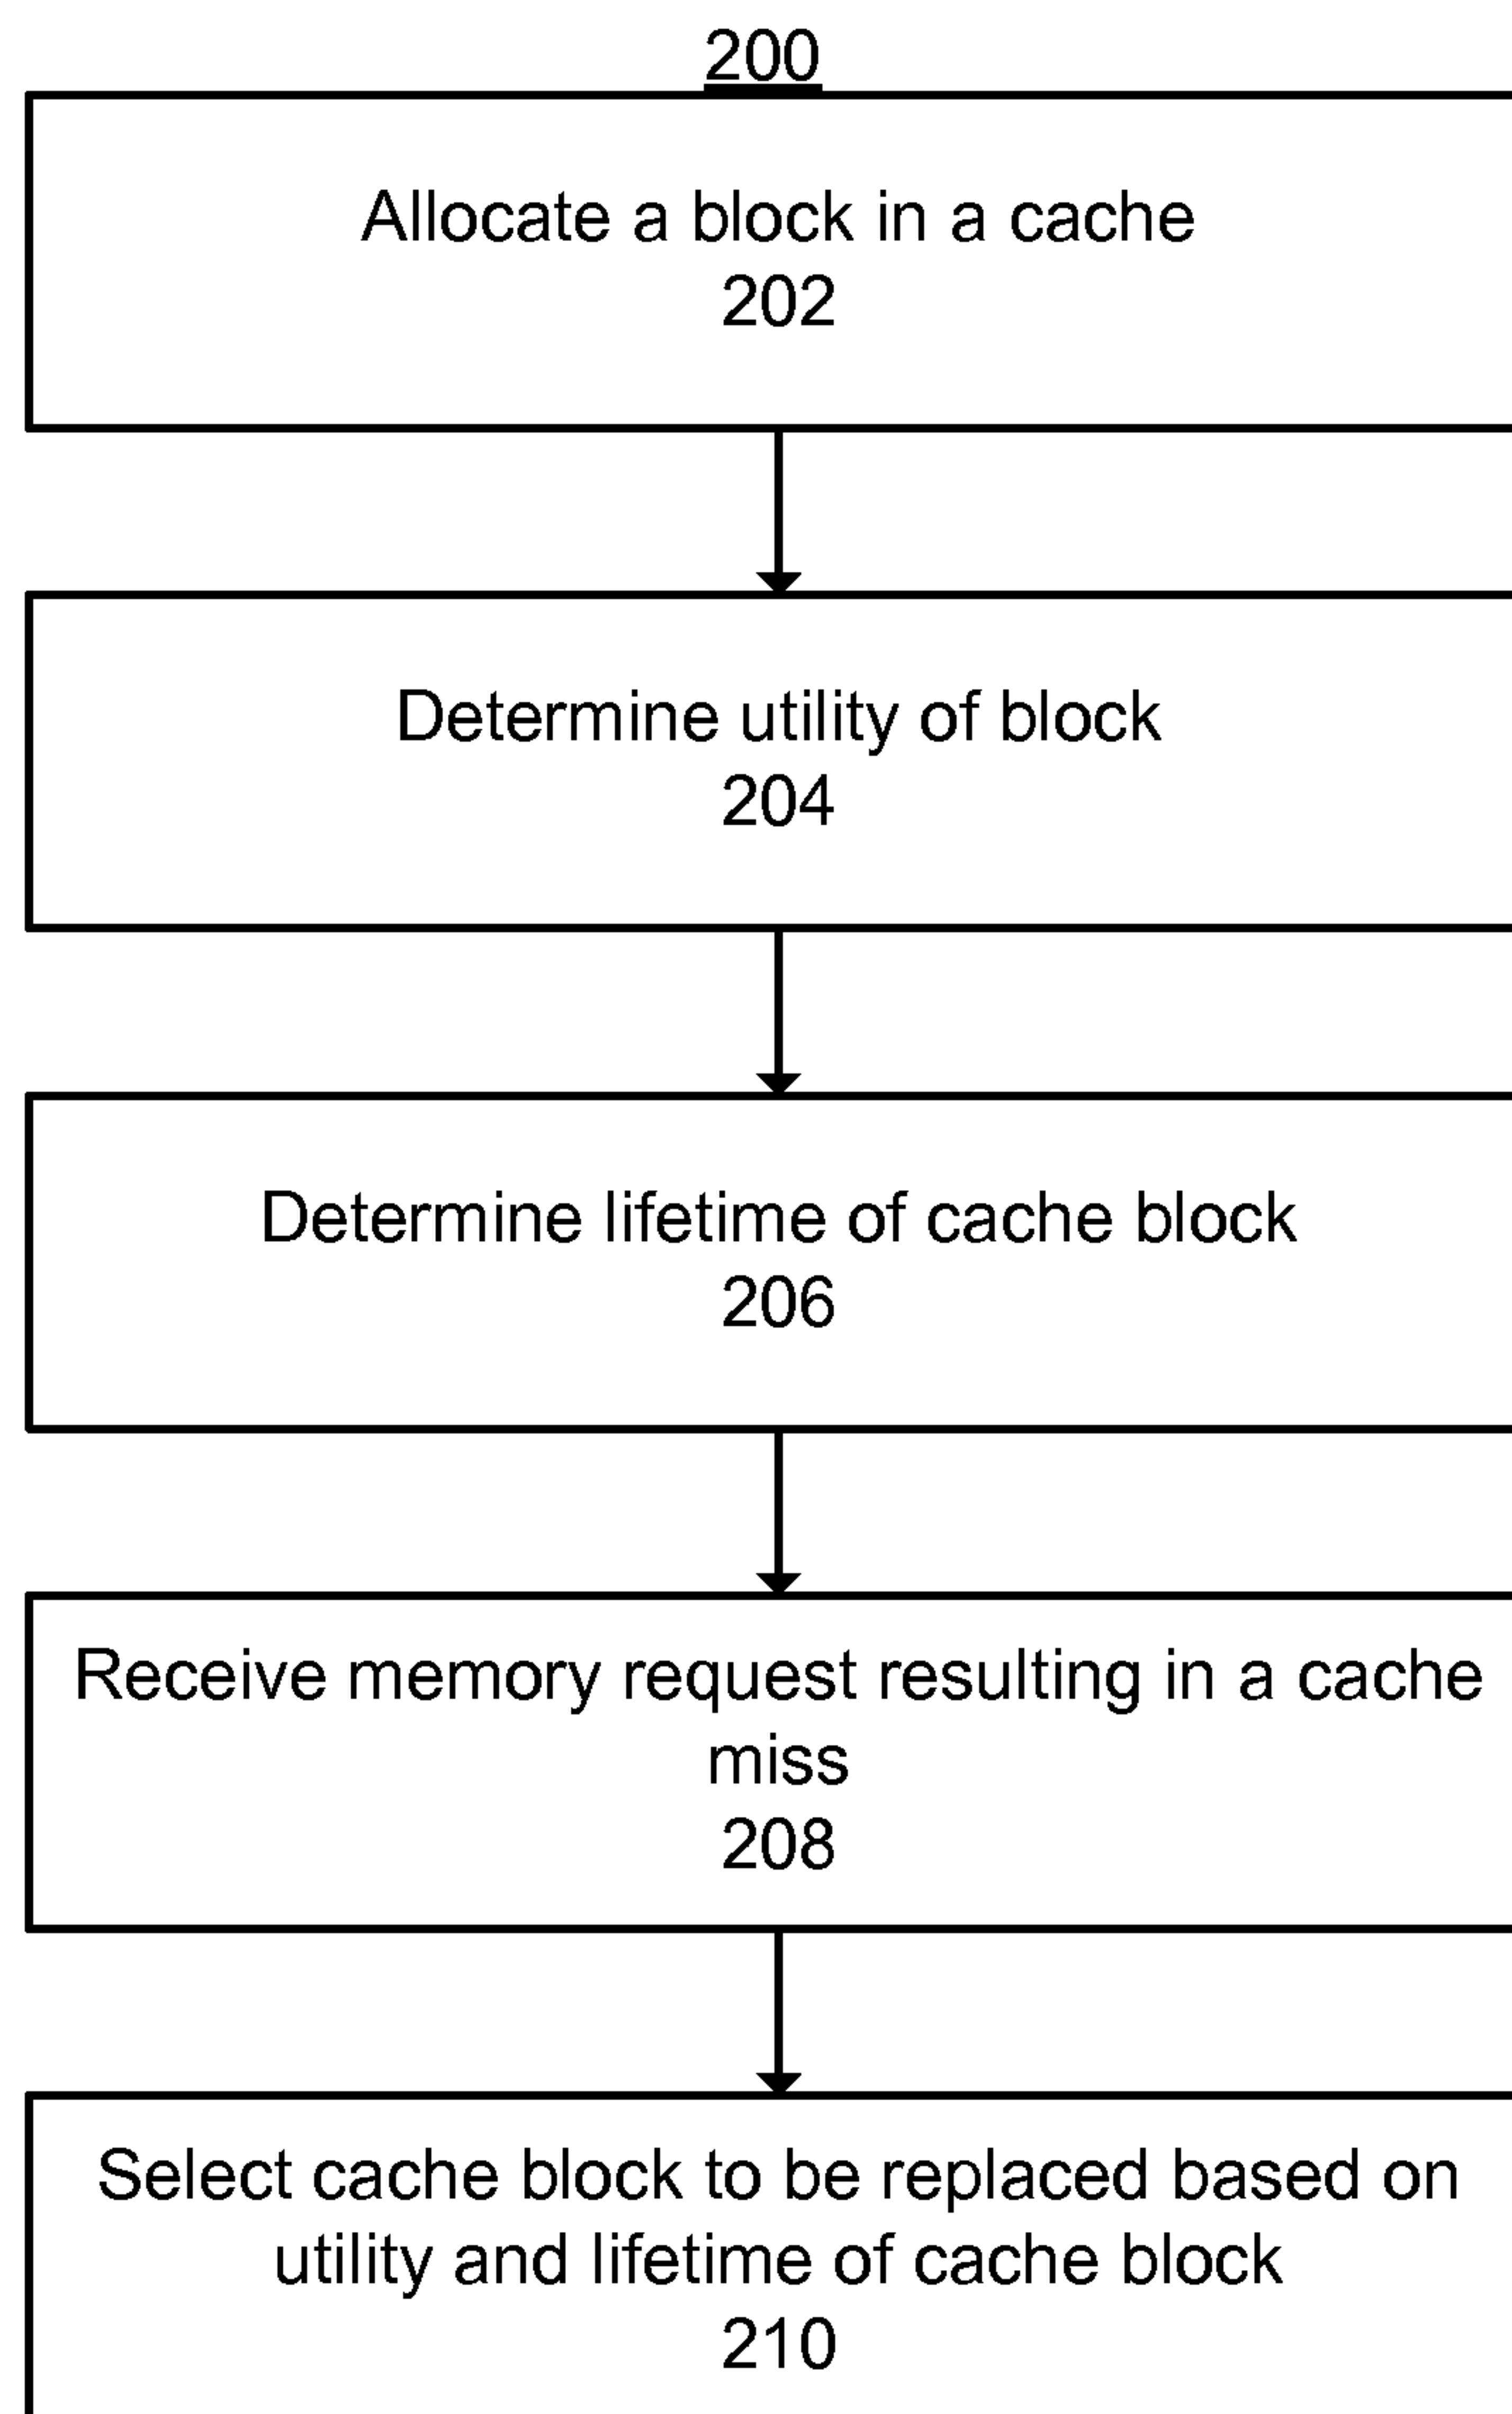 200
Allocate a block in a cache
202
Determine utility of block
204
Determine lifetime of cache block
206
Receive memory request resulting in a cache
miss
208
Select cache block to be replaced based on
utility and lifetime of cache block
210